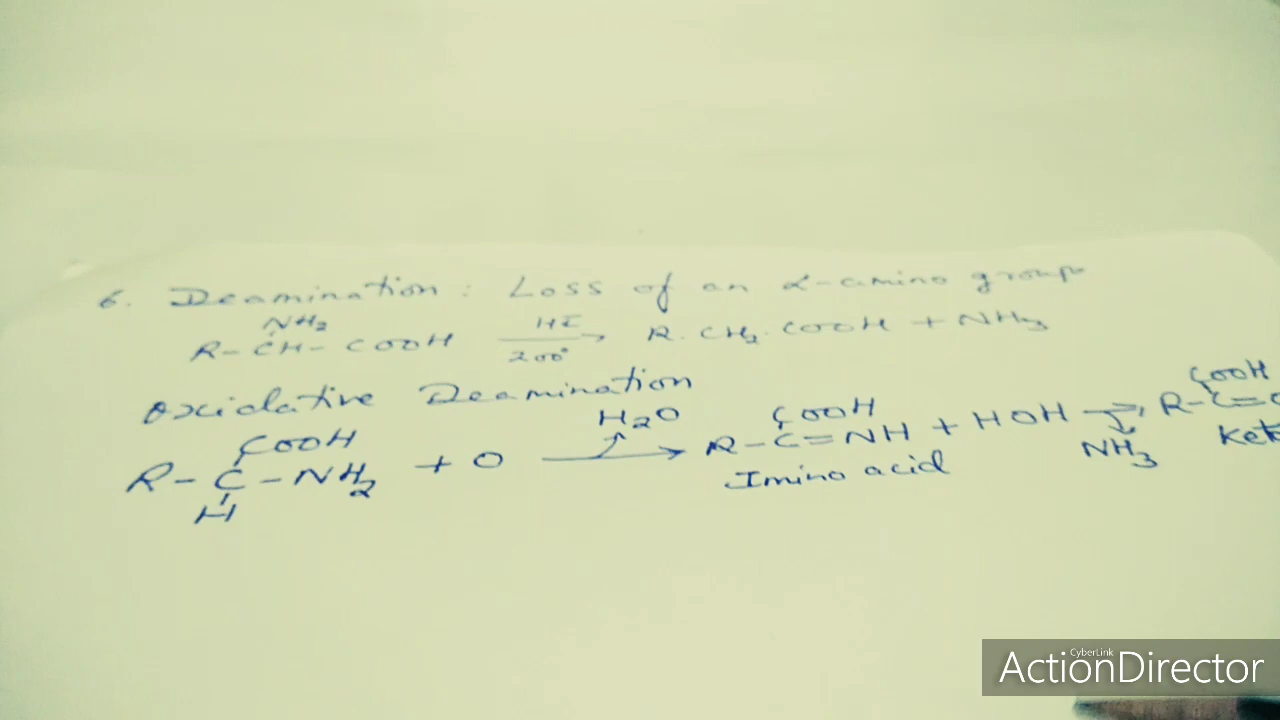 6. Deamination: Loss of an α-amino group
NH2
R-CH-COOH HI 200° → R.CH2.COOH + NH3
Oxidative Deamination
H2O
COOH COOH COOH
R-C-NH2 + O → R-C=NH + HOH → R-C=
H Imino acid NH3 Ket
CyberLink
ActionDirector